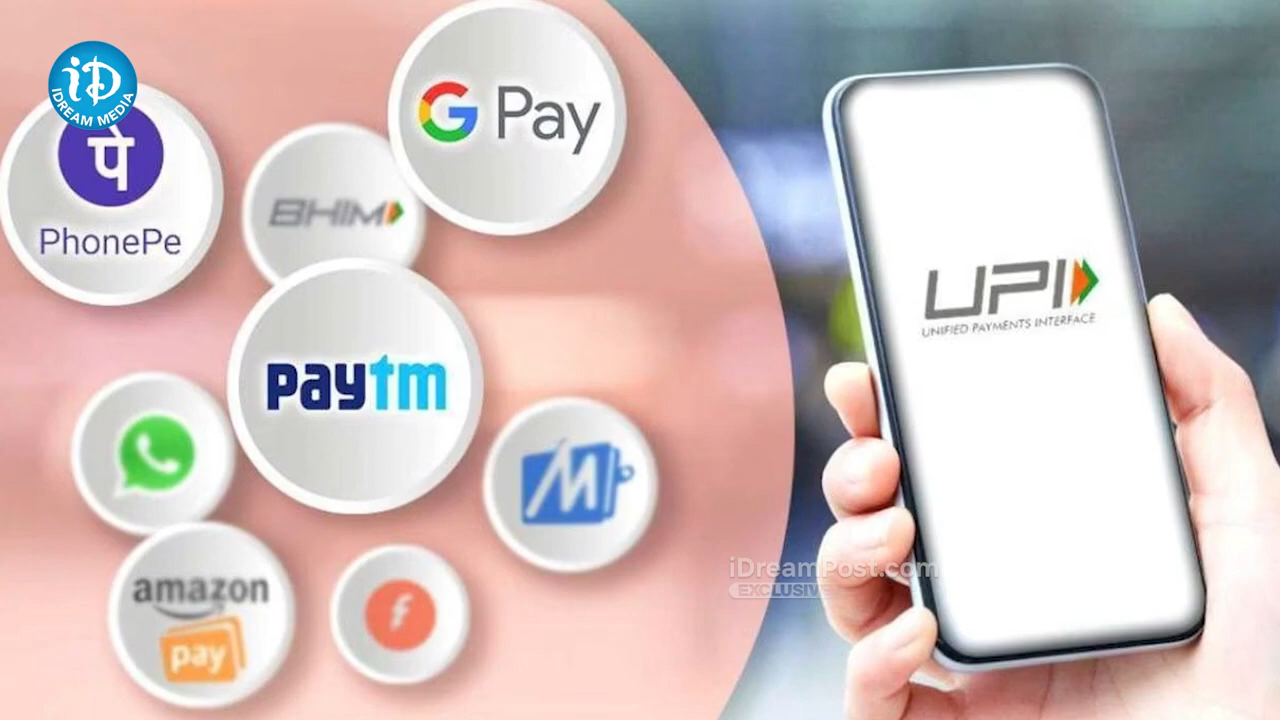 iD
IDREAM MEDIA
पे
PhonePe
BHIM
G Pay
paytm
M
amazon
pay
f
UPI
UNIFIED PAYMENTS INTERFACE
iDreamPost.com
EXCLUSIVE